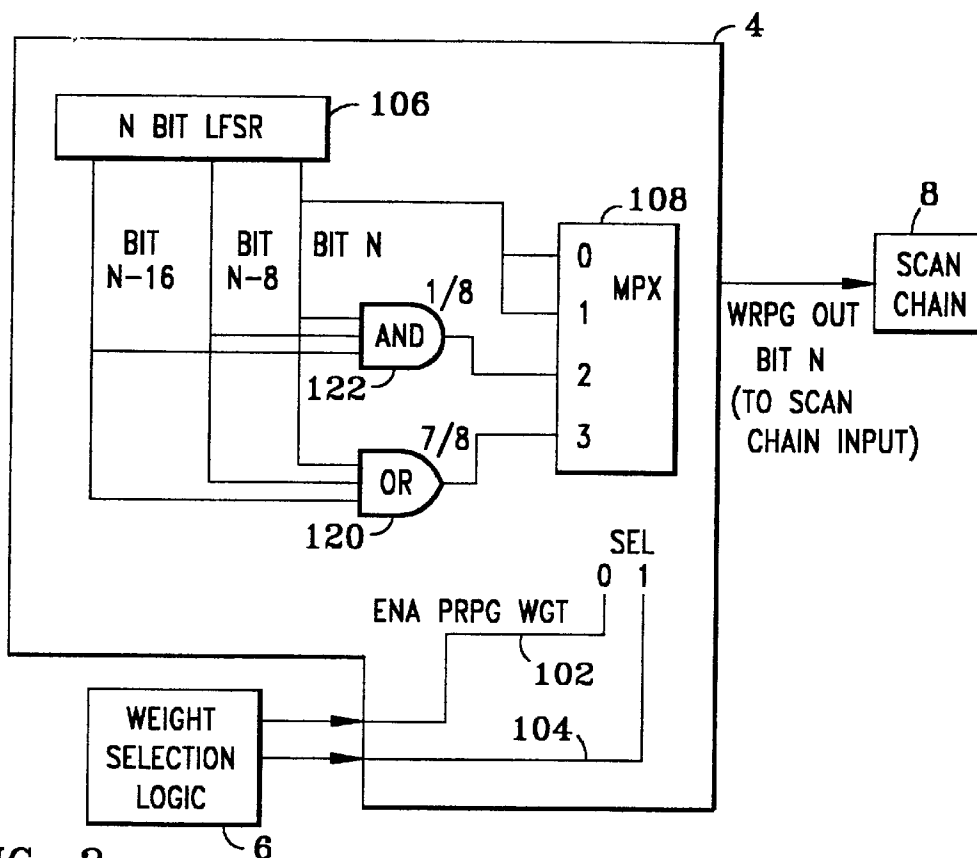 4
N BIT LFSR
106
108
8
BIT
N-16
BIT
N-8
BIT N
0
MPX
1
2
3
SCAN
CHAIN
1/8
AND
122
7/8
OR
120
WRPG OUT
BIT N
(TO SCAN
CHAIN INPUT)
SEL
0 1
ENA PRPG WGT
102
104
WEIGHT
SELECTION
LOGIC
6